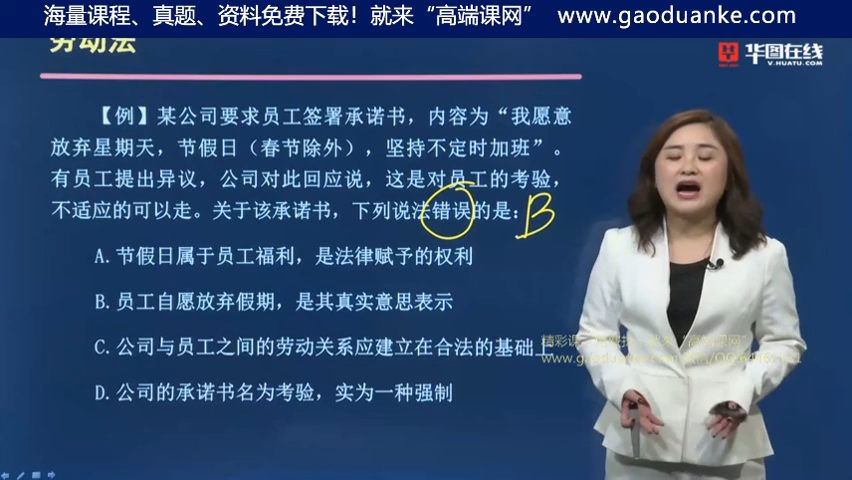 海量课程、真题、资料免费下载！就来“高端课网” www.gaoduanke.com
劳动法
华图在线
V.HUATU.COM
【例】某公司要求员工签署承诺书，内容为“我愿意
放弃星期天，节假日（春节除外），坚持不定时加班”。
有员工提出异议，公司对此回应说，这是对员工的考验，
不适应的可以走。关于该承诺书，下列说法错误的是：B
A. 节假日属于员工福利，是法律赋予的权利
B. 员工自愿放弃假期，是其真实意思表示
C. 公司与员工之间的劳动关系应建立在合法的基础上
D. 公司的承诺书名为考验，实为一种强制